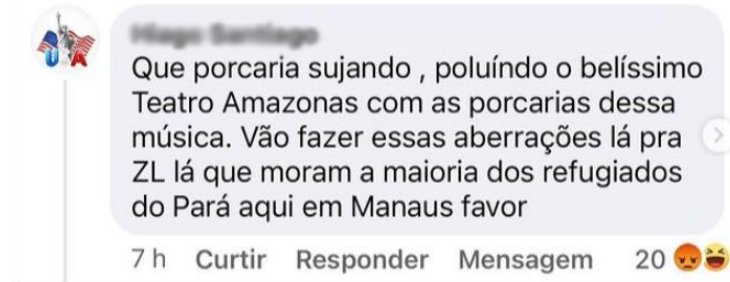 USA
Que porcaria sujando , poluíndo o belíssimo
Teatro Amazonas com as porcarias dessa
música. Vão fazer essas aberrações lá pra
ZL lá que moram a maioria dos refugiados
do Pará aqui em Manaus favor
7 h Curtir Responder Mensagem 20